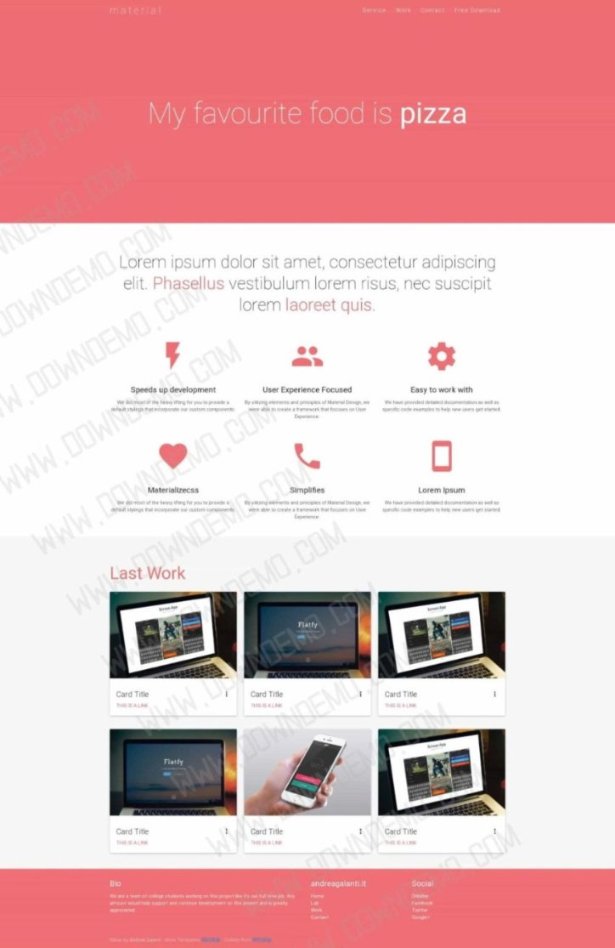 material
Service Work Contact Free Download
My favourite food is pizza
Lorem ipsum dolor sit amet, consectetur adipiscing
elit. Phasellus vestibulum lorem risus, nec suscipit
lorem laoreet quis.
Speeds up development
User Experience Focused
Easy to work with
We did most of the heavy lifting for you to provide a
default stylings that incorporate our custom components.
By utilizing elements and principles of Material Design, we
were able to create a framework that focuses on User
Experience.
We have provided detailed documentation as well as
specific code examples to help new users get started.
Materializecss
Simplifies
Lorem Ipsum
We did most of the heavy lifting for you to provide a
default stylings that incorporate our custom components.
By utilizing elements and principles of Material Design, we
were able to create a framework that focuses on User
Experience.
We have provided detailed documentation as well as
specific code examples to help new users get started.
Last Work
Flatfy
Card Title
THIS IS A LINK
Card Title
THIS IS A LINK
Card Title
THIS IS A LINK
Flatfy
Card Title
THIS IS A LINK
Card Title
THIS IS A LINK
Card Title
THIS IS A LINK
Bio
We are a team of college students working on this project like it's our full time job. Any
amount would help support and continue development on this project and is greatly
appreciated.
andreagalanti.it
Home
Link
Work
Contact
Social
Dribble
Facebook
Twitter
Google+
WWW.DOWNDEMO.COM